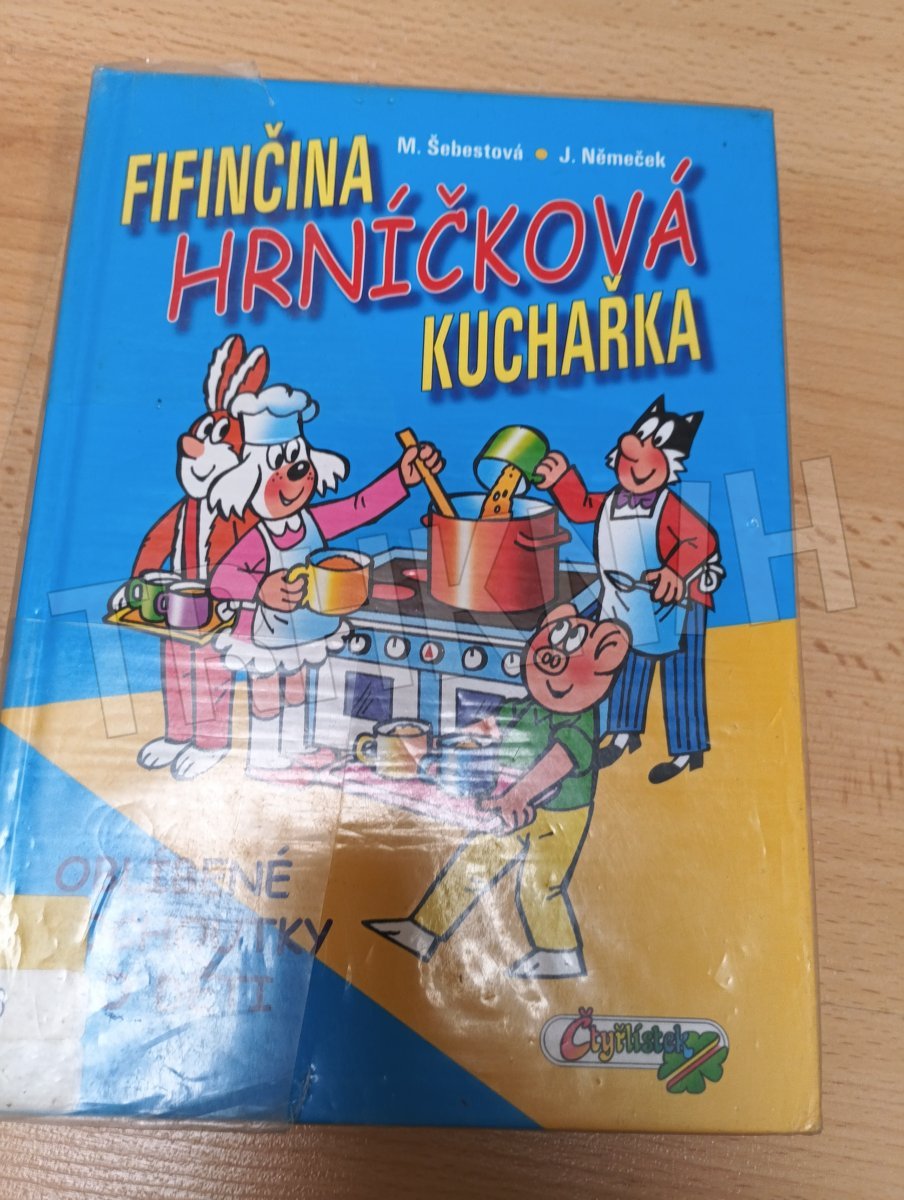 M. Šebestová • J. Němeček
FIFINČINA
HRNÍČKOVÁ
KUCHAŘKA
Čtyřlístek